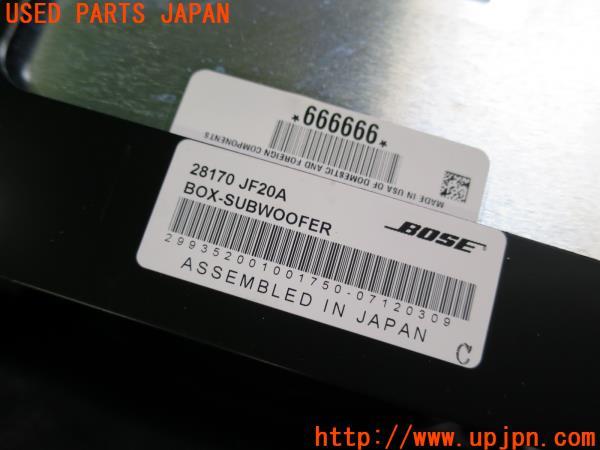 USED PARTS JAPAN
*666666*
MADE IN USA OF DOMESTIC AND FOREIGN COMPONENTS
28170 JF20A
BOX-SUBWOOFER
BOSE
299352001001750-07120309
ASSEMBLED IN JAPAN
C
http://www.upjpn.com